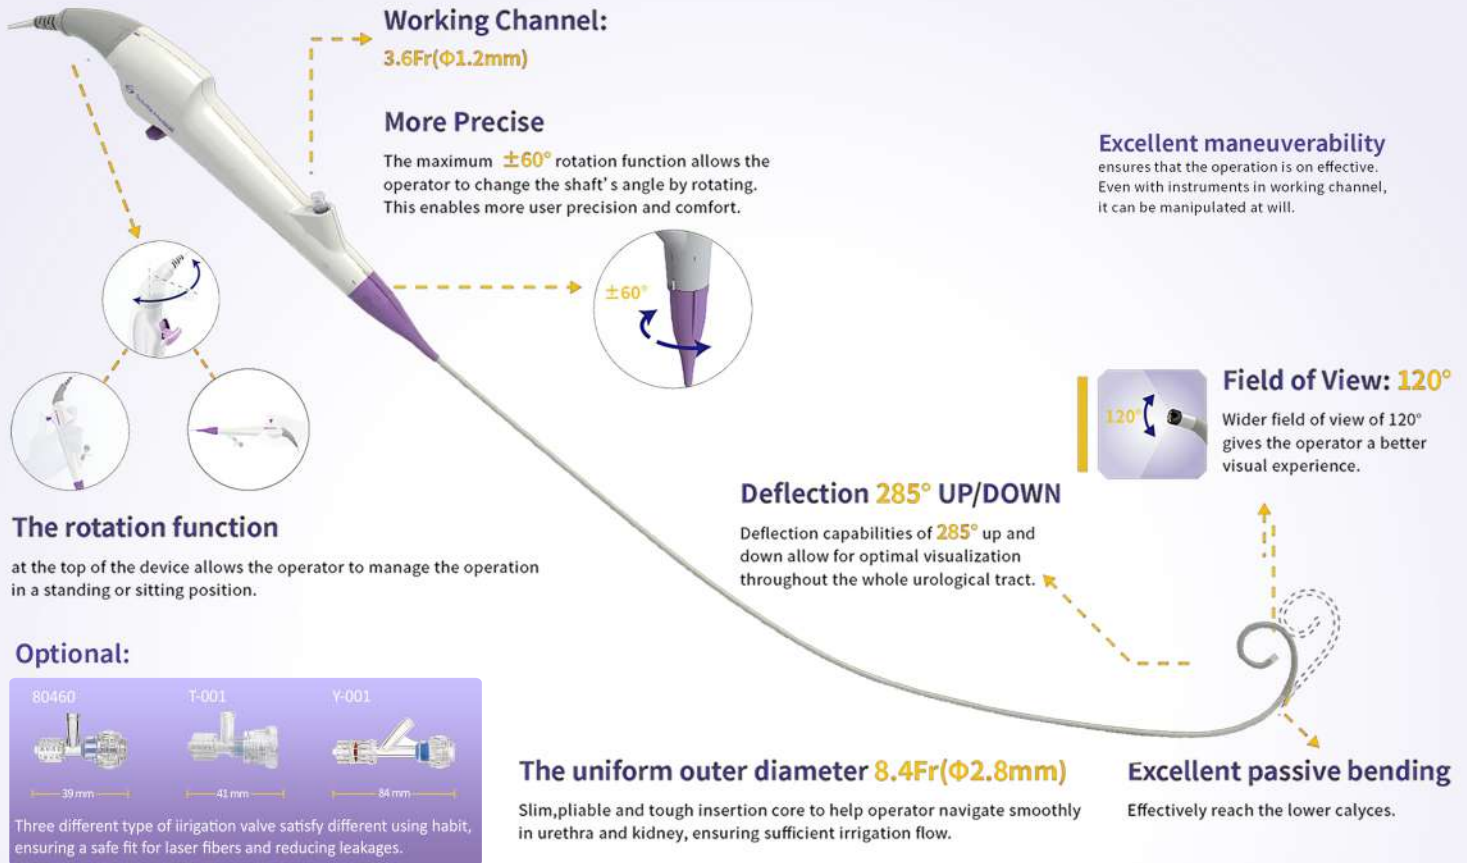 Working Channel:
3.6Fr(Φ1.2mm)
More Precise
The maximum ±60° rotation function allows the
operator to change the shaft's angle by rotating.
This enables more user precision and comfort.
Excellent maneuverability
ensures that the operation is on effective.
Even with instruments in working channel,
it can be manipulated at will.
±60°
120°
Field of View: 120°
Wider field of view of 120°
gives the operator a better
visual experience.
Deflection 285° UP/DOWN
Deflection capabilities of 285° up and
down allow for optimal visualization
throughout the whole urological tract.
The rotation function
at the top of the device allows the operator to manage the operation
in a standing or sitting position.
Optional:
80460
T-001
Y-001
39 mm
41 mm
84 mm
Three different type of iirigation valve satisfy different using habit,
ensuring a safe fit for laser fibers and reducing leakages.
The uniform outer diameter 8.4Fr(Φ2.8mm)
Slim,pliable and tough insertion core to help operator navigate smoothly
in urethra and kidney, ensuring sufficient irrigation flow.
Excellent passive bending
Effectively reach the lower calyces.